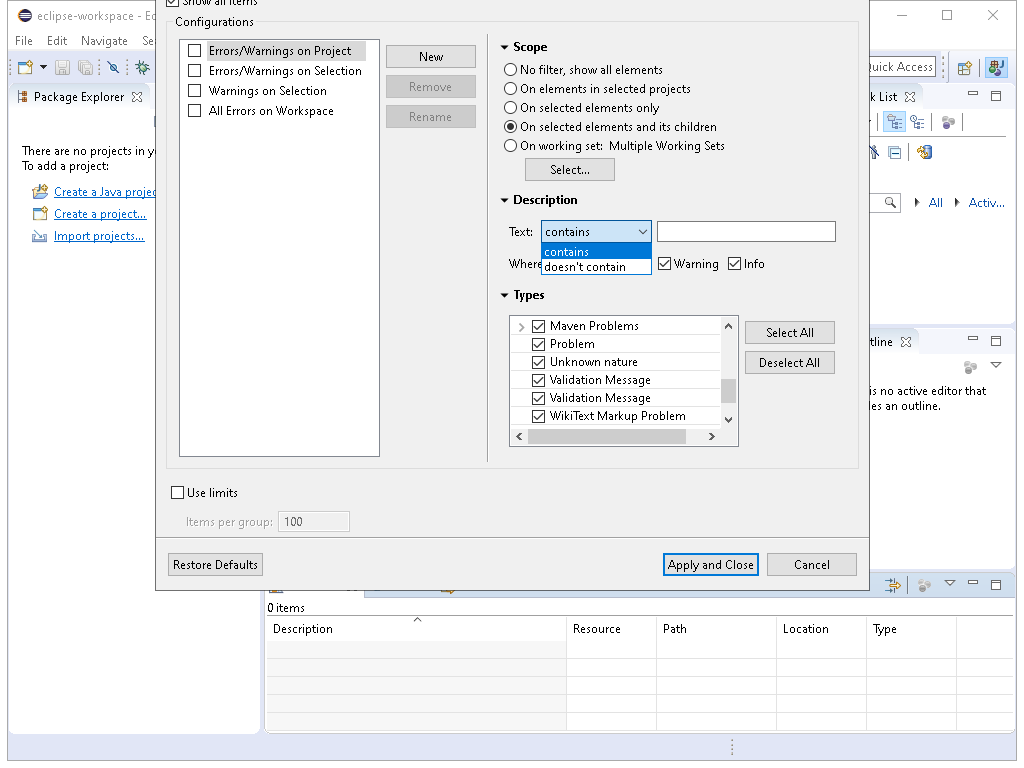 eclipse-workspace - Ec
Show all items
File Edit Navigate Se
Configurations
Errors/Warnings on Project
Errors/Warnings on Selection
Warnings on Selection
All Errors on Workspace
New
Remove
Rename
Scope
No filter, show all elements
On elements in selected projects
On selected elements only
On selected elements and its children
On working set: Multiple Working Sets
Select...
Description
Text: contains
contains
doesn't contain
Where
Warning
Info
Types
Maven Problems
Problem
Unknown nature
Validation Message
Validation Message
WikiText Markup Problem
Select All
Deselect All
Use limits
Items per group: 100
Restore Defaults
Apply and Close
Cancel
Package Explorer
There are no projects in y
To add a project:
Create a Java projec
Create a project...
Import projects...
uick Access
k List
All
Activ...
tline
is no active editor that
es an outline.
0 items
Description Resource Path Location Type